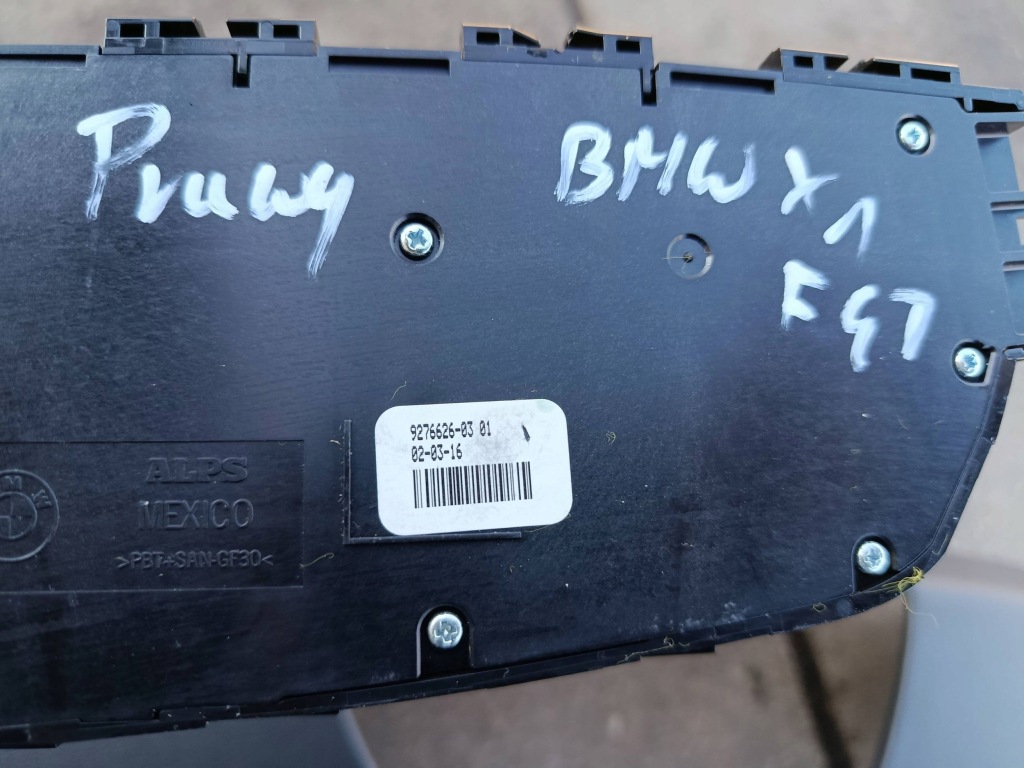 Prawy
BMW X1
F47
9276626-03 01
02-03-16
ALPS
MEXICO
>PBT+SAN-GF30<
M W